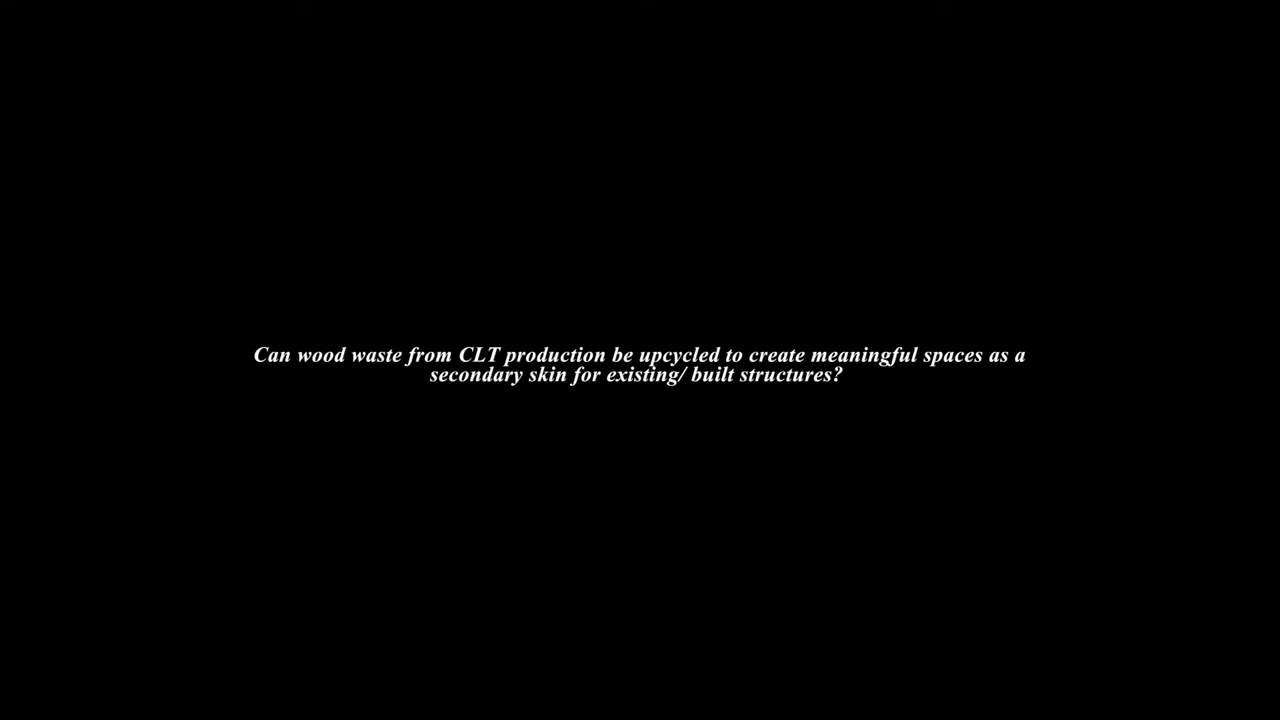 Can wood waste from CLT production be upcycled to create meaningful spaces as a
secondary skin for existing/ built structures?